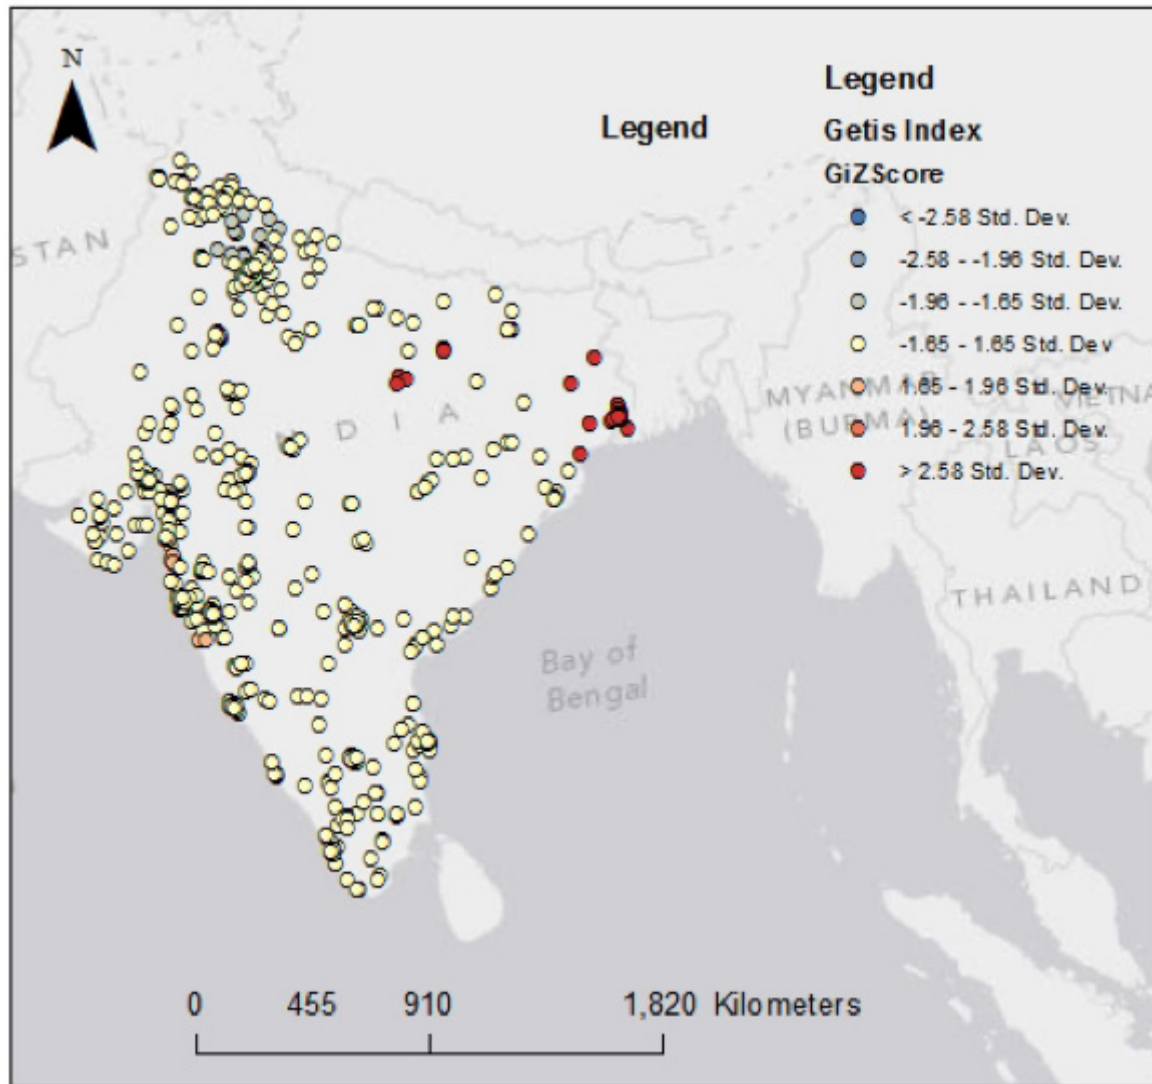 N
Legend
Legend
Getis Index
GiZScore
< -2.58 Std. Dev.
-2.58 - -1.96 Std. Dev.
-1.96 - -1.65 Std. Dev.
-1.65 - 1.65 Std. Dev
1.65 - 1.96 Std. Dev.
1.96 - 2.58 Std. Dev.
> 2.58 Std. Dev.
STAN
N D I A
MYANMAR
(BURMA)
VIETNA
LAOS
THAILAND
Bay of
Bengal
0 455 910 1,820 Kilometers